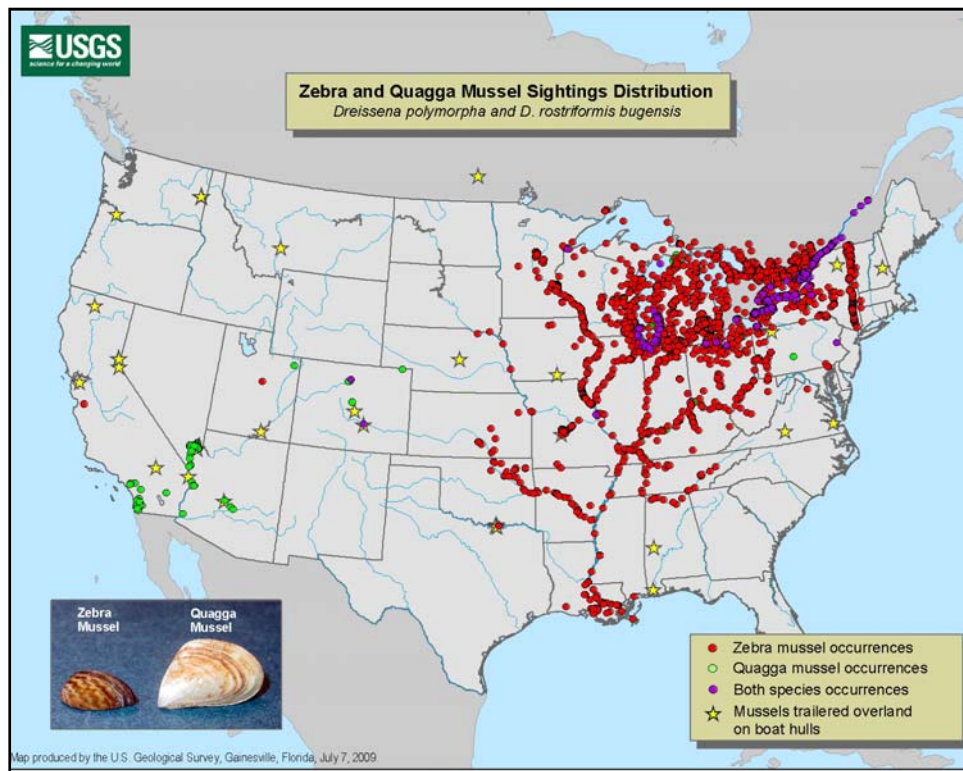 USGS
science for a changing world
Zebra and Quagga Mussel Sightings Distribution
Dreissena polymorpha and D. rostriformis bugensis
Zebra
Mussel
Quagga
Mussel
Zebra mussel occurrences
Quagga mussel occurrences
Both species occurrences
Mussels trailered overland
on boat hulls
Map produced by the U.S. Geological Survey, Gainesville, Florida, July 7, 2009